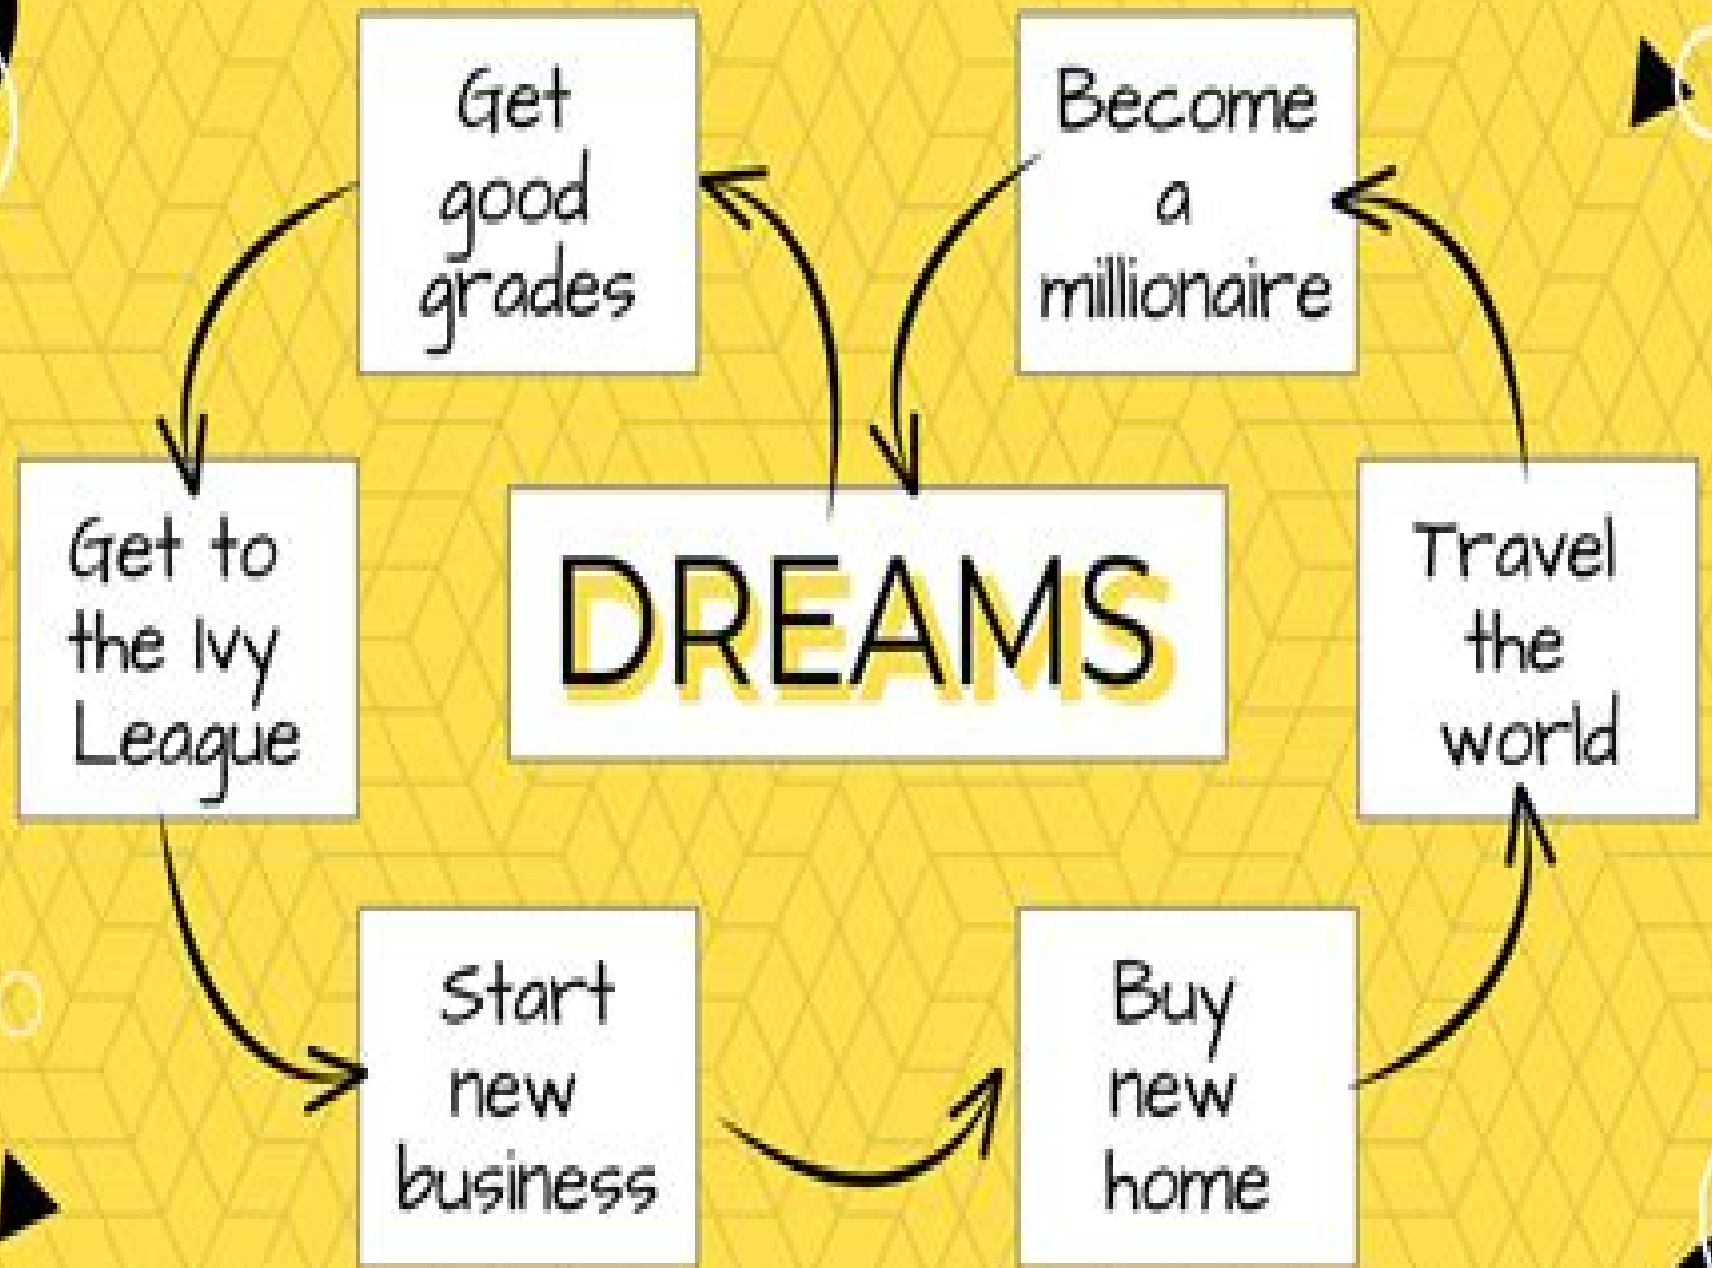 Get
good
grades
Become
a
millionaire
Get to
the Ivy
League
DREAMS
Travel
the
world
Start
new
business
Buy
new
home